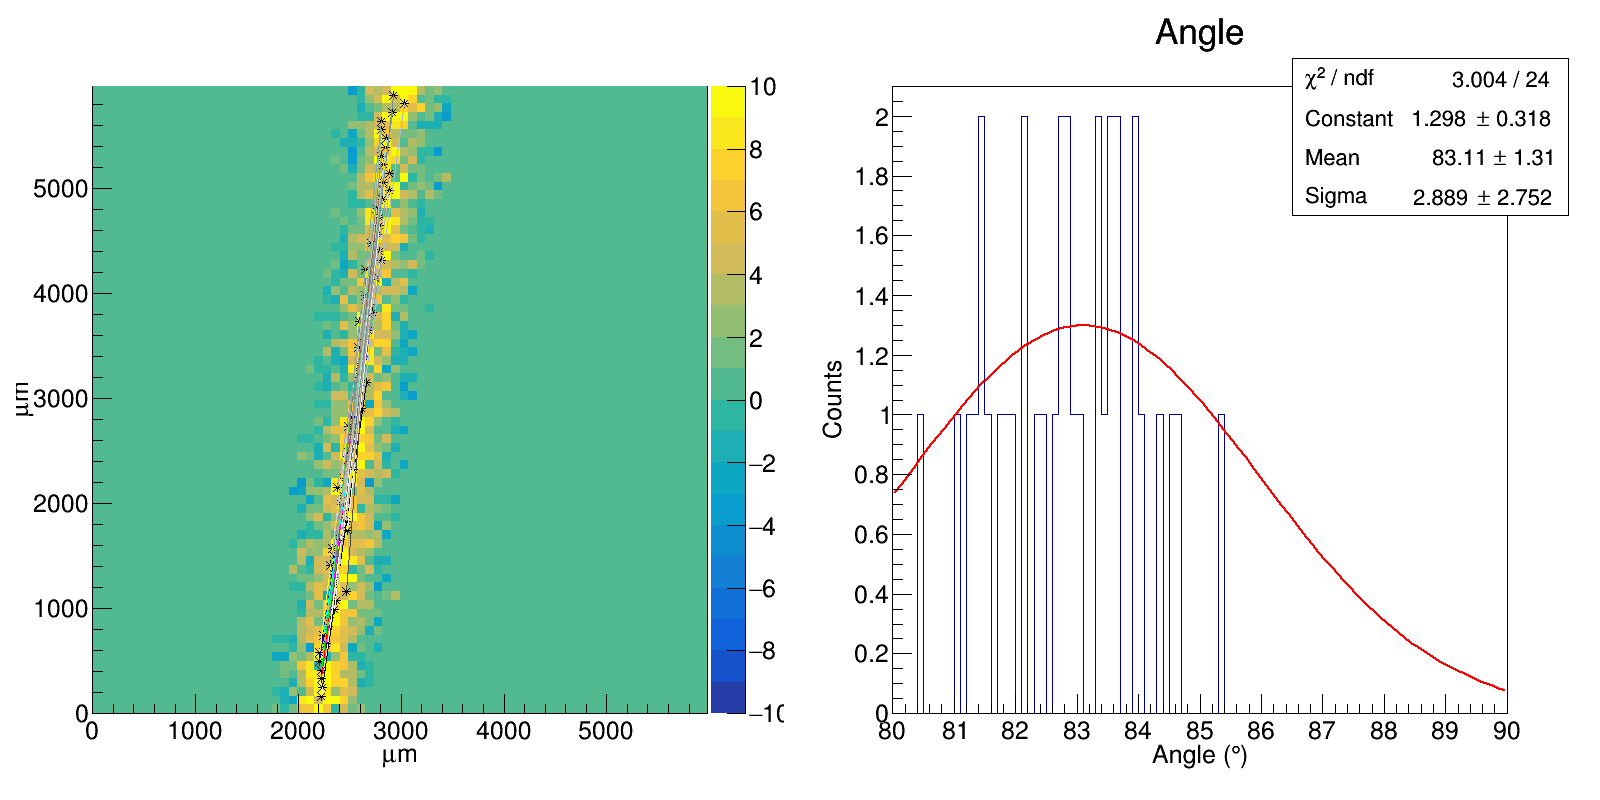 Angle
χ² / ndf 3.004 / 24
Constant 1.298 ± 0.318
Mean 83.11 ± 1.31
Sigma 2.889 ± 2.752
μm
5000
4000
3000
2000
1000
0
0 1000 2000 3000 4000 5000
μm
10
8
6
4
2
0
−2
−4
−6
−8
−10
Counts
2
1.8
1.6
1.4
1.2
1
0.8
0.6
0.4
0.2
0
80 81 82 83 84 85 86 87 88 89 90
Angle (°)